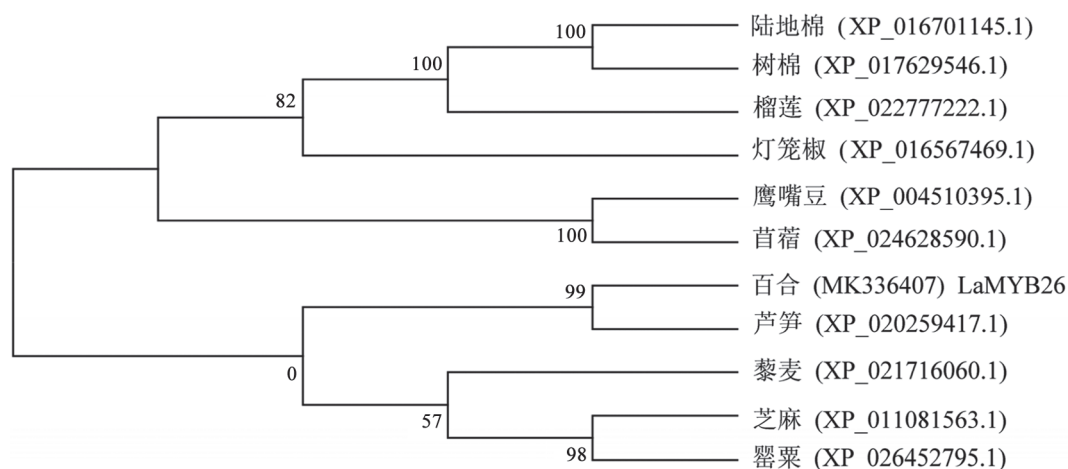 100
陆地棉 (XP_016701145.1)
树棉 (XP_017629546.1)
100
82
榴莲 (XP_022777222.1)
灯笼椒 (XP_016567469.1)
鹰嘴豆 (XP_004510395.1)
100
苜蓿 (XP_024628590.1)
99
百合 (MK336407) LaMYB26
芦笋 (XP_020259417.1)
0
藜麦 (XP_021716060.1)
57
芝麻 (XP_011081563.1)
98
罂粟 (XP_026452795.1)